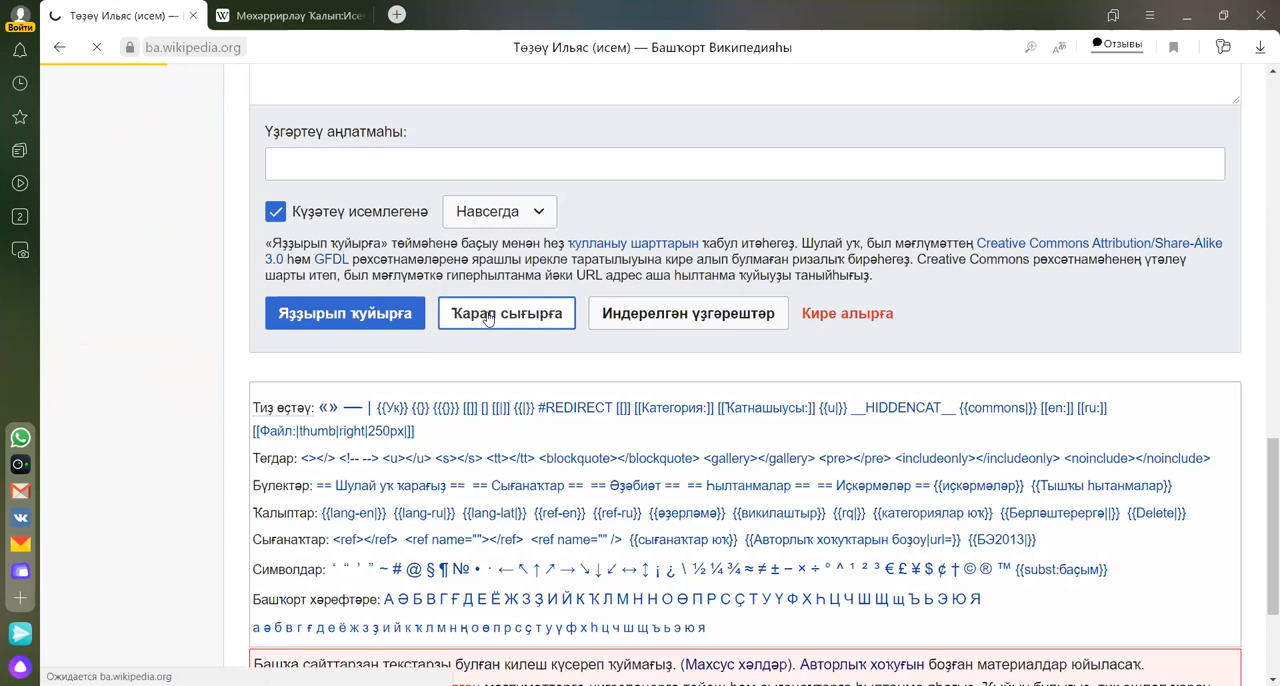 Войти
Төҙөү Ильяс (исем) —
Мөхәррирләү Ҡалып:Исе
ba.wikipedia.org
Төҙөү Ильяс (исем) — Башҡорт Википедияһы
Отзывы
Үҙгәртеү аңлатмаһы:
Күҙәтеү исемлегенә
Навсегда
«Яҙҙырып ҡуйырға» төймәһенә баҫыу менән һеҙ ҡулланыу шарттарын ҡабул итәһегеҙ. Шулай уҡ, был мәғлүмәттең Creative Commons Attribution/Share-Alike
3.0 һәм GFDL рөхсәтнамәләренә ярашлы ирекле таратылыуына кире алып булмаған ризалыҡ бирәһегеҙ. Creative Commons рөхсәтнамәһенең үтәлеү
шарты итеп, был мәғлүмәткә гиперһылтанма йәки URL адрес аша һылтанма ҡуйыуҙы таныйһығыҙ.
Яҙҙырып ҡуйырға
Ҡарап сығырға
Индерелгән үҙгәрештәр
Кире алырға
Тиҙ өҫтәү: «» — | {{Ук}} {{}} {{{}}} [[]] [] [[|]] {{|}} #REDIRECT [[]] [[Категория:]] [[Ҡатнашыусы:]] {{u|}} __HIDDENCAT__ {{commons|}} [[en:]] [[ru:]]
[[Файл:|thumb|right|250px|]]
Тегдар: <></> <!-- --> <u></u> <s></s> <tt></tt> <blockquote></blockquote> <gallery></gallery> <pre></pre> <includeonly></includeonly> <noinclude></noinclude>
Бүлектәр: == Шулай уҡ ҡарағыҙ == == Сығанаҡтар == == Әҙәбиәт == == Һылтанмалар == == Иҫкәрмәләр == {{иҫкәрмәләр}} {{Тышҡы һытанмалар}}
Ҡалыптар: {{lang-en|}} {{lang-ru|}} {{lang-lat|}} {{ref-en}} {{ref-ru}} {{әҙерләмә}} {{викилаштыр}} {{rq|}} {{категориялар юҡ}} {{Берләштерергә||}} {{Delete|}}
Сығанаҡтар: <ref></ref> <ref name=""></ref> <ref name="" /> {{сығанаҡтар юҡ}} {{Авторлыҡ хоҡуҡтарын боҙоу|url=}} {{БЭ2013|}}
Символдар: ‘ “ ’ ” ~ # @ § ¶ № • · ← ↖ ↑ ↗ → ↘ ↓ ↙ ↔ ↕ ¡ ¿ \ ½ ¼ ¾ ≈ ≠ ± − × ÷ ° ^ ¹ ² ³ € £ ¥ $ ¢ † © ® ™ {{subst:баҫым}}
Башҡорт хәрефтәре: А Ә Б В Г Ғ Д Е Ё Ж З Ҙ И Й К Ҡ Л М Н Ң О Ө П Р С Ҫ Т У Ү Ф Х Һ Ц Ч Ш Щ щ Ъ Ь Э Ю Я
а ә б в г ғ д е ё ж з ҙ и й к ҡ л м н ң о ө п р с ҫ т у ү ф х һ ц ч ш щ ъ ь э ю я
Башҡа сайттарҙан текстарҙы булған килеш күсереп ҡуймағыҙ. (Махсус хәлдәр). Авторлыҡ хоҡуғын боҙған материалдар юйыласаҡ.
Ожидается ba.wikipedia.org